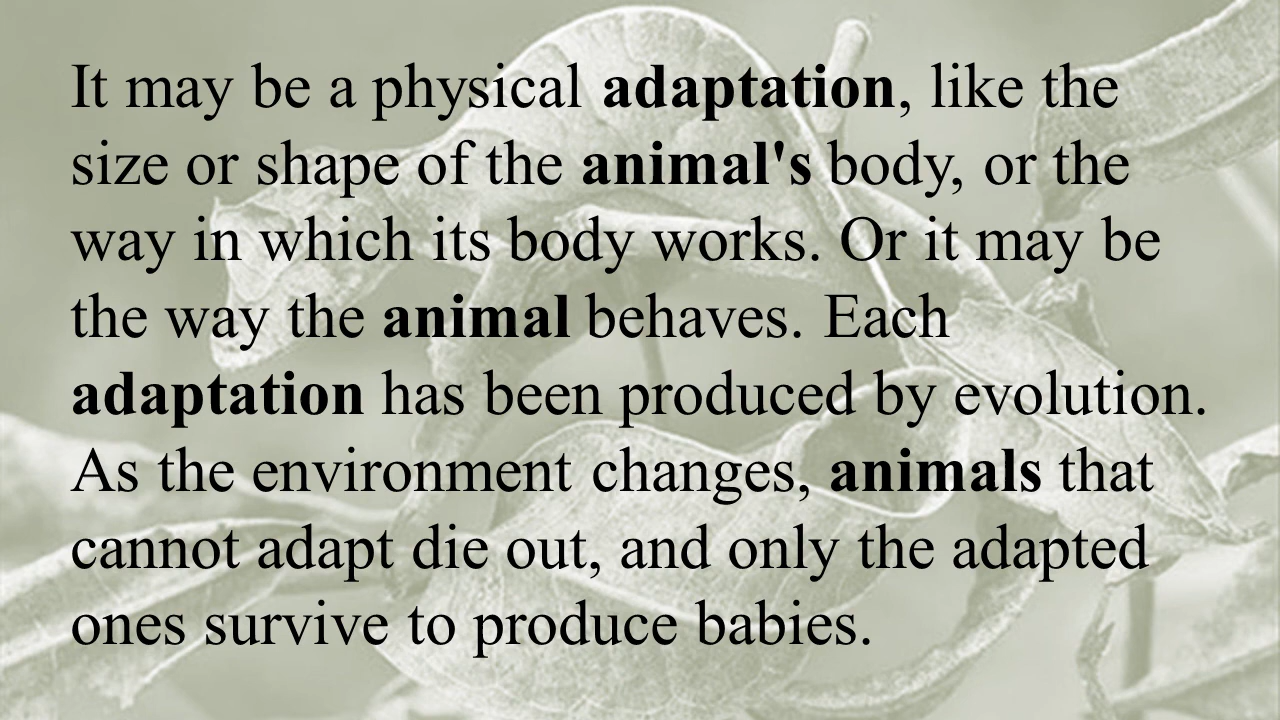 It may be a physical adaptation, like the
size or shape of the animal's body, or the
way in which its body works. Or it may be
the way the animal behaves. Each
adaptation has been produced by evolution.
As the environment changes, animals that
cannot adapt die out, and only the adapted
ones survive to produce babies.